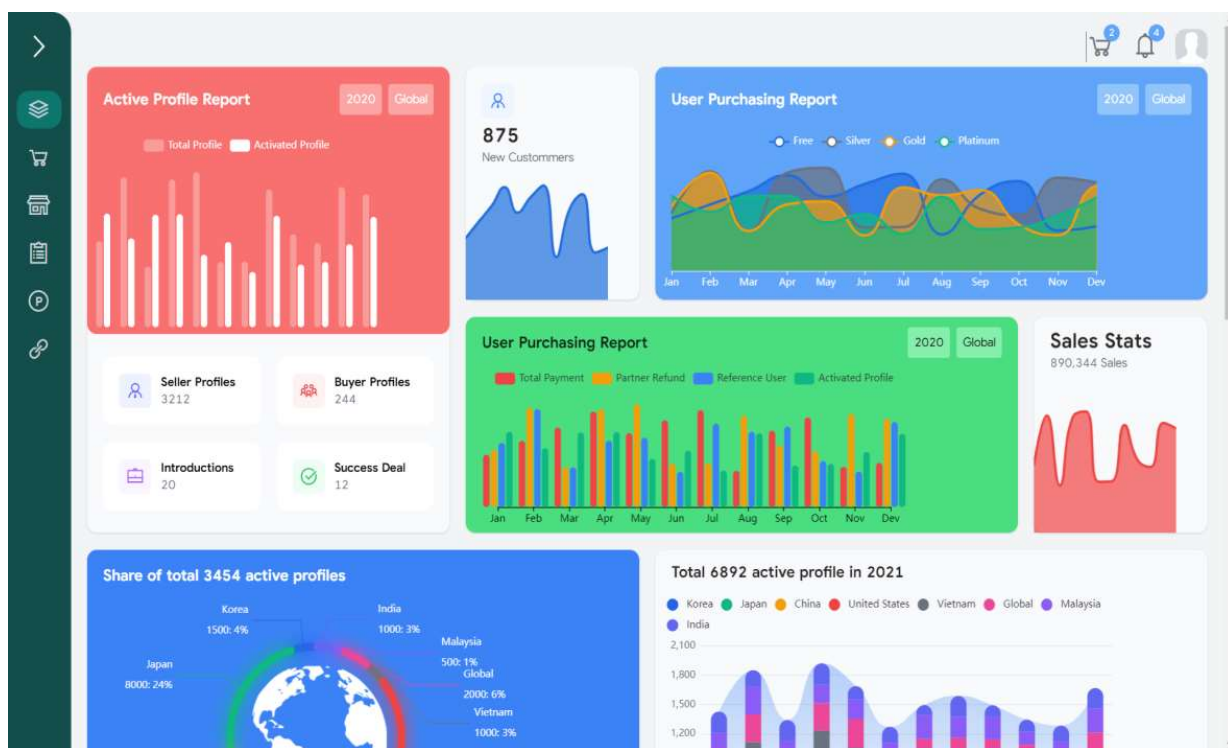 2
4
Active Profile Report
2020
Global
Total Profile
Activated Profile
Seller Profiles
3212
Buyer Profiles
244
Introductions
20
Success Deal
12
875
New Custommers
User Purchasing Report
2020
Global
Free
Silver
Gold
Platinum
Jan Feb Mar Apr May Jun Jul Aug Sep Oct Nov Dev
User Purchasing Report
2020
Global
Total Payment
Partner Refund
Reference User
Activated Profile
Jan Feb Mar Apr May Jun Jul Aug Sep Oct Nov Dev
Sales Stats
890,344 Sales
Share of total 3454 active profiles
Korea
1500: 4%
India
1000: 3%
Malaysia
500: 1%
Japan
8000: 24%
Global
2000: 6%
Vietnam
1000: 3%
Total 6892 active profile in 2021
Korea Japan China United States Vietnam Global Malaysia
India
2,100
1,800
1,500
1,200
P